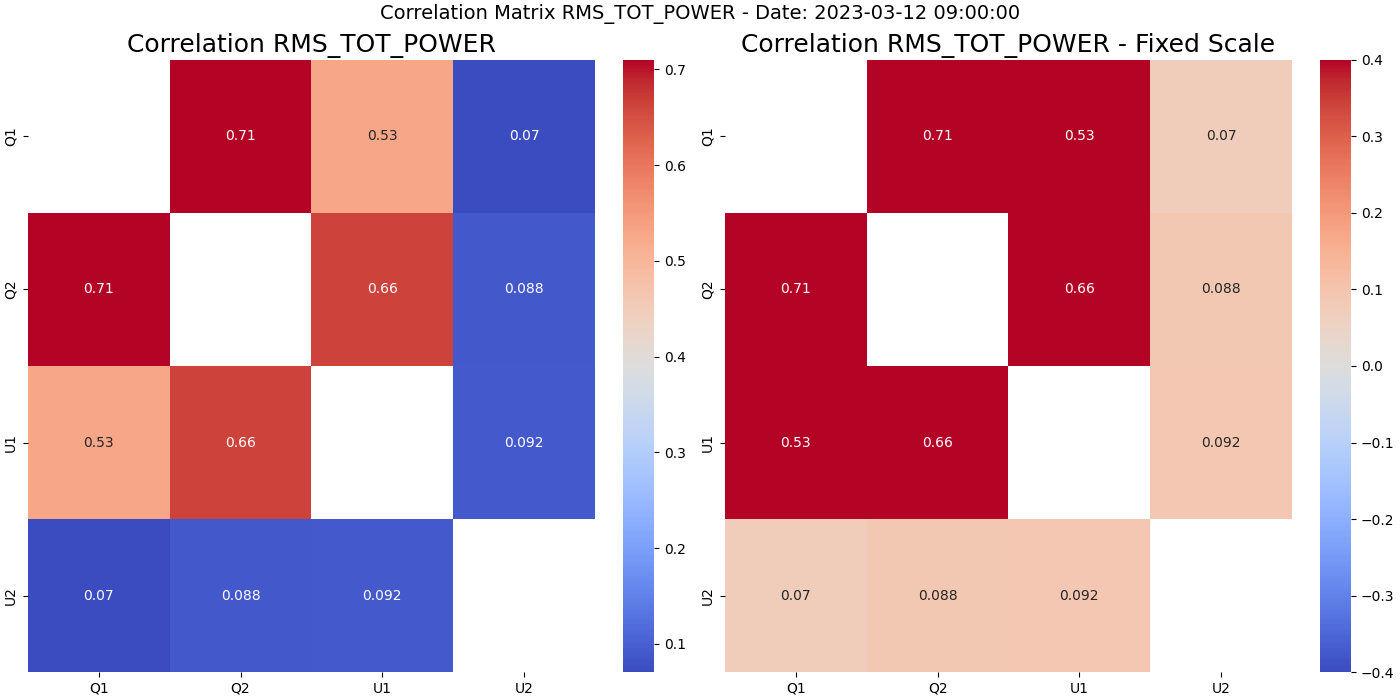 Correlation Matrix RMS_TOT_POWER - Date: 2023-03-12 09:00:00
Correlation RMS_TOT_POWER
Q1 0.71 0.53 0.07
Q2 0.71 0.66 0.088
U1 0.53 0.66 0.092
U2 0.07 0.088 0.092
Q1 Q2 U1 U2
0.7
0.6
0.5
0.4
0.3
0.2
0.1
Correlation RMS_TOT_POWER - Fixed Scale
Q1 0.71 0.53 0.07
Q2 0.71 0.66 0.088
U1 0.53 0.66 0.092
U2 0.07 0.088 0.092
Q1 Q2 U1 U2
0.4
0.3
0.2
0.1
0.0
−0.1
−0.2
−0.3
−0.4